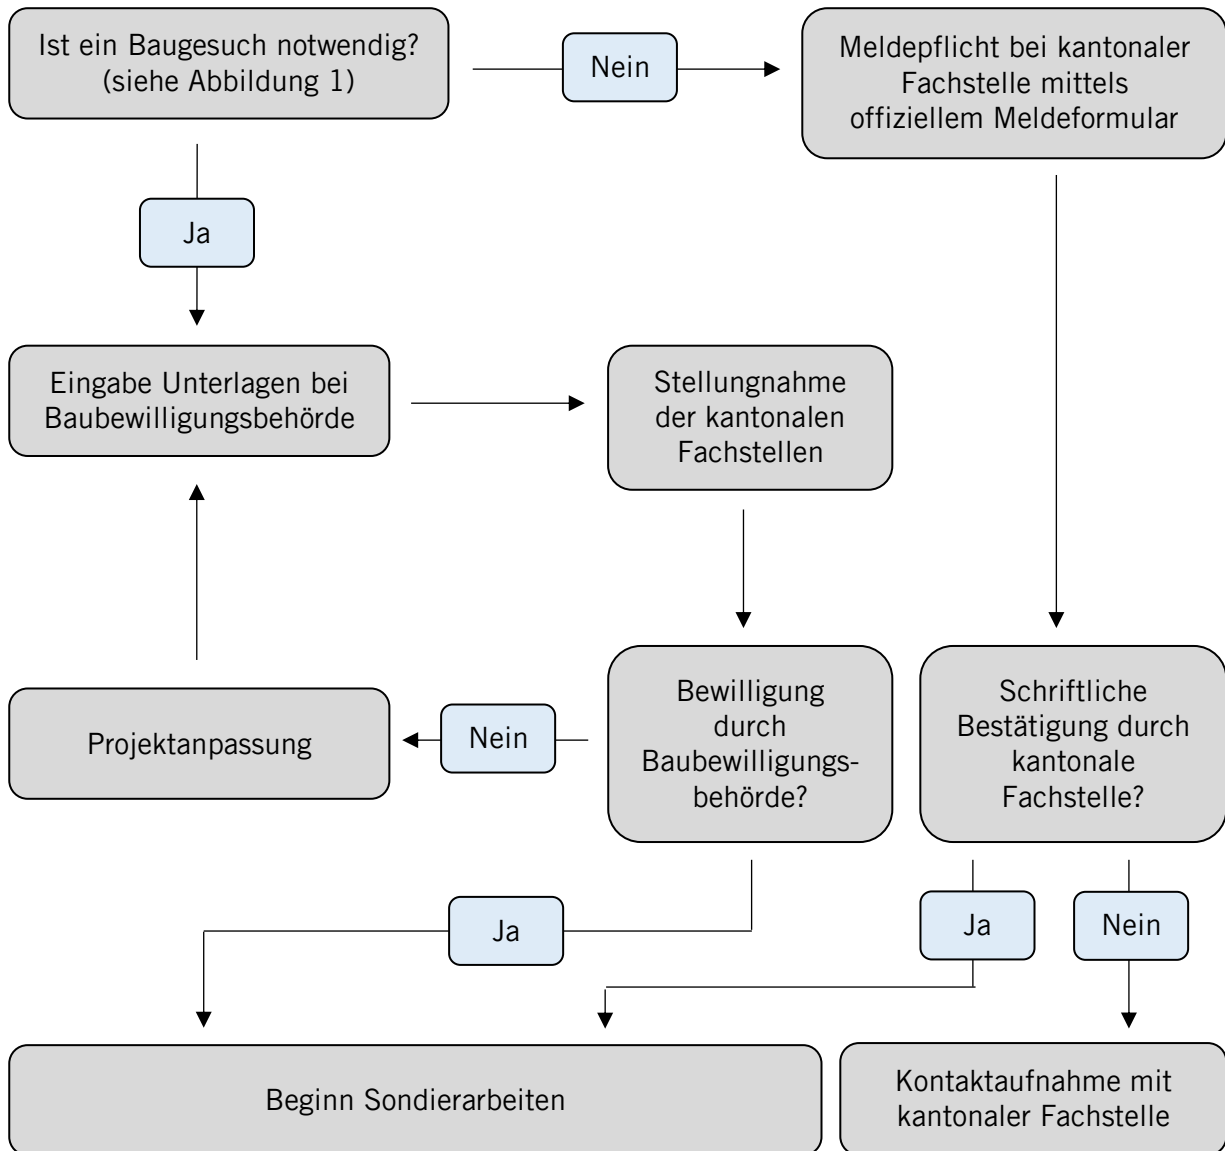 Ist ein Baugesuch notwendig?
(siehe Abbildung 1)
Nein
Meldepflicht bei kantonaler
Fachstelle mittels
offiziellem Meldeformular
Ja
Eingabe Unterlagen bei
Baubewilligungsbehörde
Stellungnahme
der kantonalen
Fachstellen
Projektanpassung
Nein
Bewilligung
durch
Baubewilligungs-
behörde?
Schriftliche
Bestätigung durch
kantonale
Fachstelle?
Ja
Ja
Nein
Beginn Sondierarbeiten
Kontaktaufnahme mit
kantonaler Fachstelle